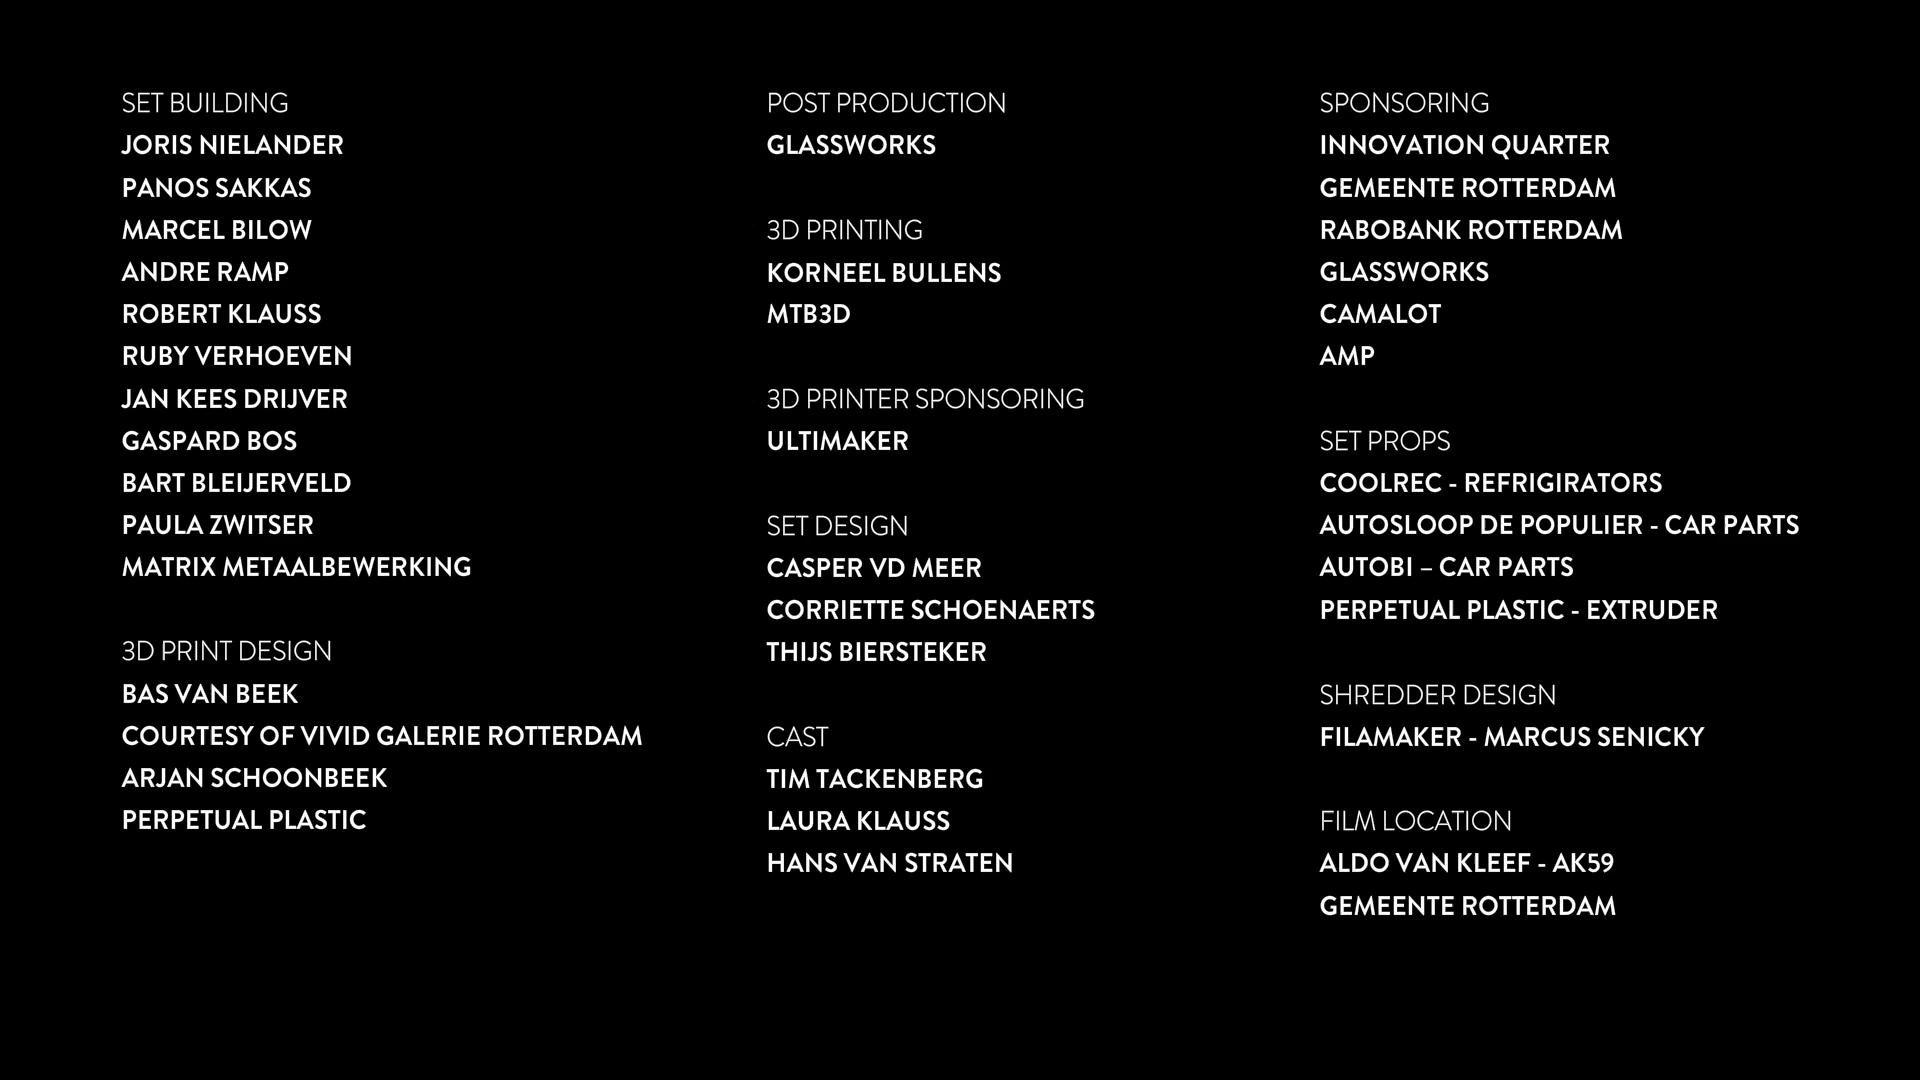 SET BUILDING
JORIS NIELANDER
PANOS SAKKAS
MARCEL BILOW
ANDRE RAMP
ROBERT KLAUSS
RUBY VERHOEVEN
JAN KEES DRIJVER
GASPARD BOS
BART BLEIJERVELD
PAULA ZWITSER
MATRIX METAALBEWERKING
3D PRINT DESIGN
BAS VAN BEEK
COURTESY OF VIVID GALERIE ROTTERDAM
ARJAN SCHOONBEEK
PERPETUAL PLASTIC
POST PRODUCTION
GLASSWORKS
3D PRINTING
KORNEEL BULLENS
MTB3D
3D PRINTER SPONSORING
ULTIMAKER
SET DESIGN
CASPER VD MEER
CORRIETTE SCHOENAERTS
THIJS BIERSTEKER
CAST
TIM TACKENBERG
LAURA KLAUSS
HANS VAN STRATEN
SPONSORING
INNOVATION QUARTER
GEMEENTE ROTTERDAM
RABOBANK ROTTERDAM
GLASSWORKS
CAMALOT
AMP
SET PROPS
COOLREC - REFRIGIRATORS
AUTOSLOOP DE POPULIER - CAR PARTS
AUTOBI – CAR PARTS
PERPETUAL PLASTIC - EXTRUDER
SHREDDER DESIGN
FILAMAKER - MARCUS SENICKY
FILM LOCATION
ALDO VAN KLEEF - AK59
GEMEENTE ROTTERDAM